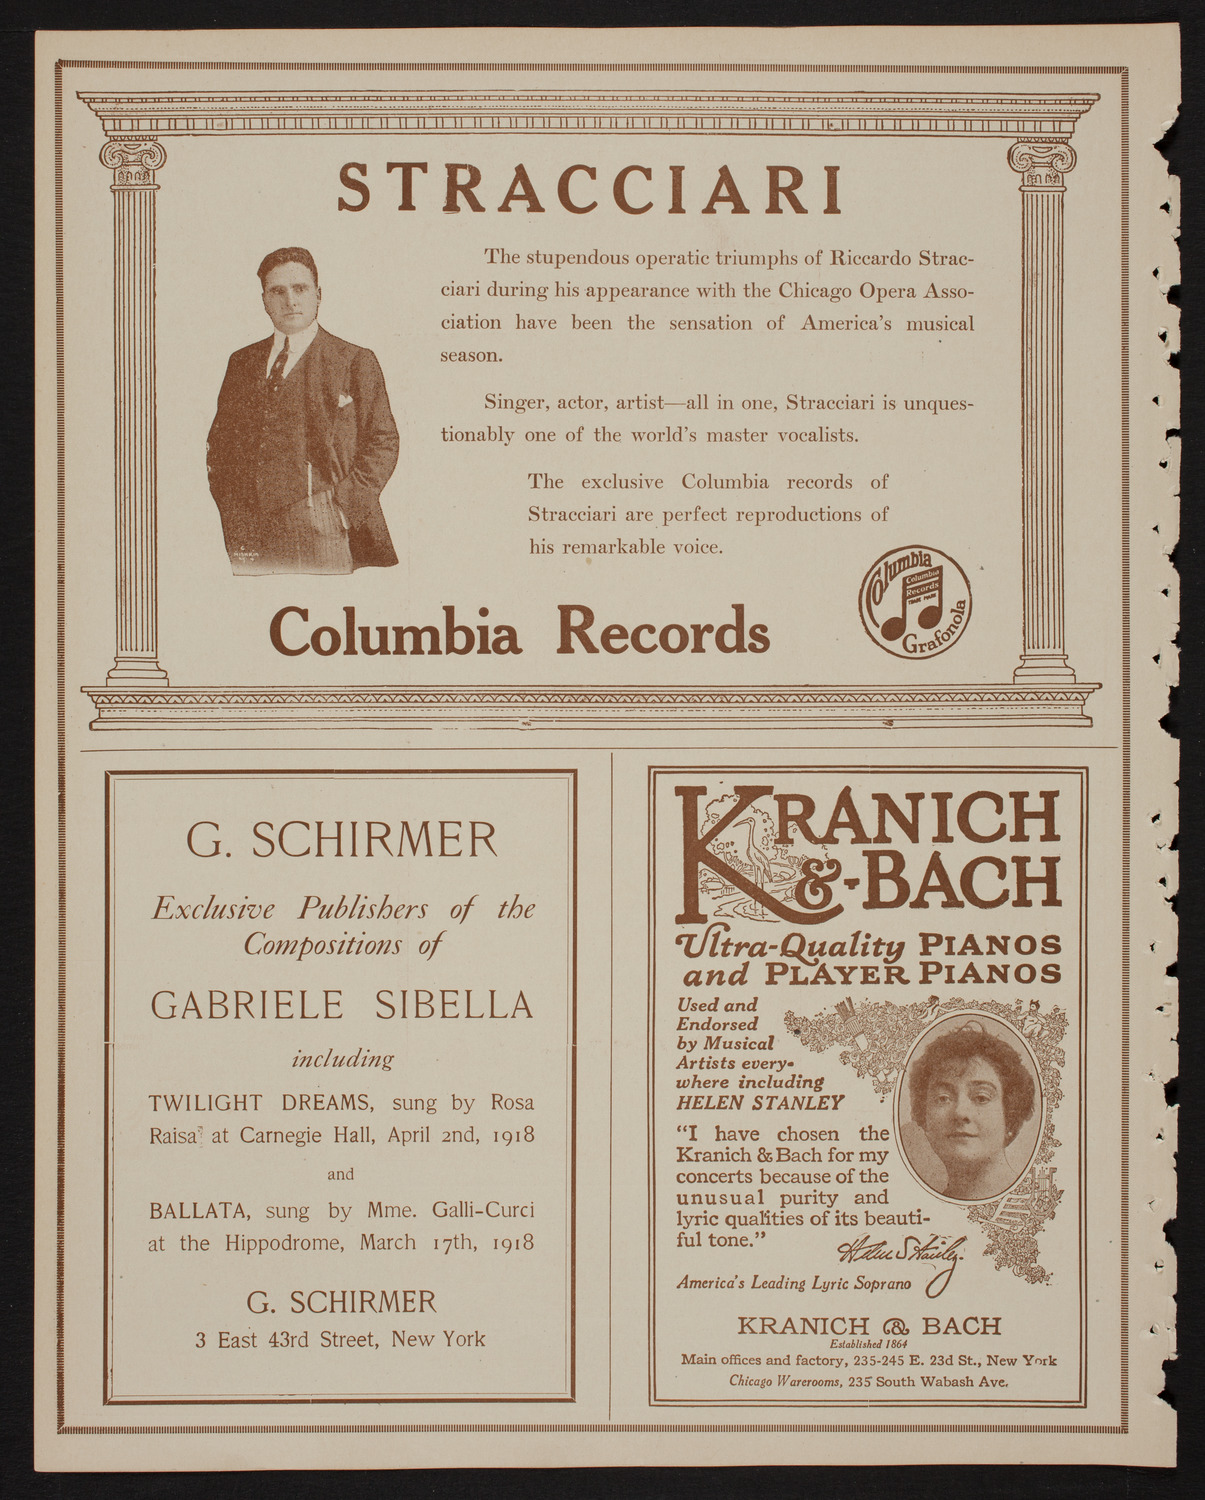 STRACCIARI
The stupendous operatic triumphs of Riccardo Strac-
ciari during his appearance with the Chicago Opera Asso-
ciation have been the sensation of America's musical
season.
Singer, actor, artist—all in one, Stracciari is unques-
tionably one of the world's master vocalists.
The exclusive Columbia records of
Stracciari are perfect reproductions of
his remarkable voice.
Columbia Records
Columbia
Columbia
Records
TRADE MARK
Grafonola
G. SCHIRMER
Exclusive Publishers of the
Compositions of
GABRIELE SIBELLA
including
TWILIGHT DREAMS, sung by Rosa
Raisa at Carnegie Hall, April 2nd, 1918
and
BALLATA, sung by Mme. Galli-Curci
at the Hippodrome, March 17th, 1918
G. SCHIRMER
3 East 43rd Street, New York
KRANICH
&-BACH
Ultra-Quality PIANOS
and PLAYER PIANOS
Used and
Endorsed
by Musical
Artists every-
where including
HELEN STANLEY
"I have chosen the
Kranich & Bach for my
concerts because of the
unusual purity and
lyric qualities of its beauti-
ful tone."
Helen Stanley.
America's Leading Lyric Soprano
KRANICH & BACH
Established 1864
Main offices and factory, 235-245 E. 23d St., New York
Chicago Warerooms, 235 South Wabash Ave.